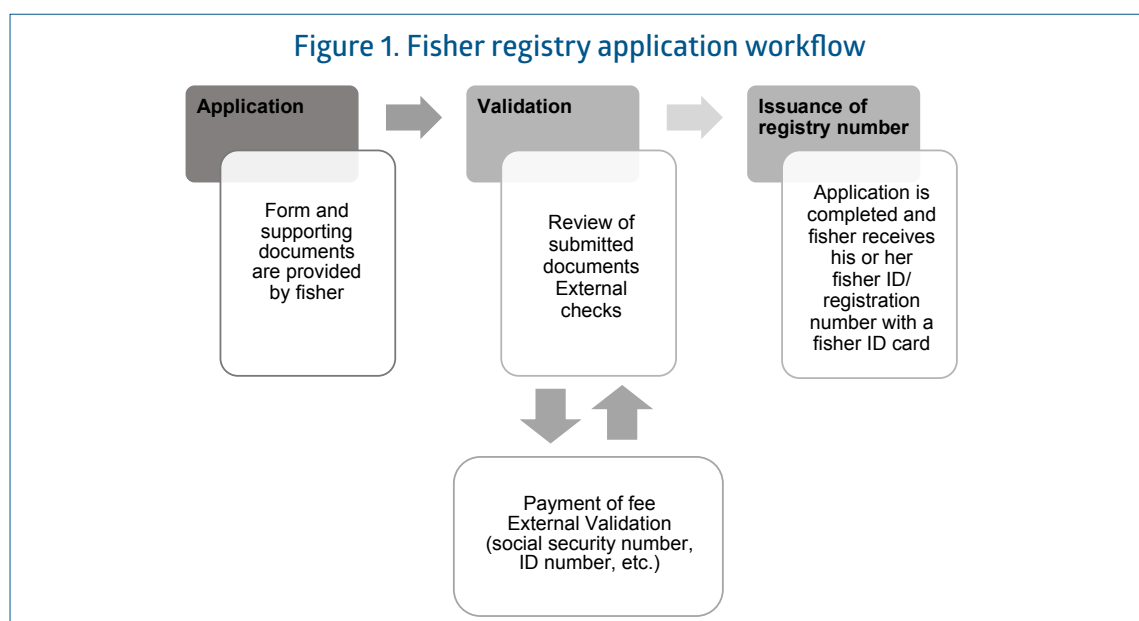 Figure 1. Fisher registry application workflow
Application
Form and
supporting
documents
are provided
by fisher
Validation
Review of
submitted
documents
External
checks
Issuance of
registry number
Application is
completed and
fisher receives
his or her
fisher ID/
registration
number with a
fisher ID card
Payment of fee
External Validation
(social security number,
ID number, etc.)